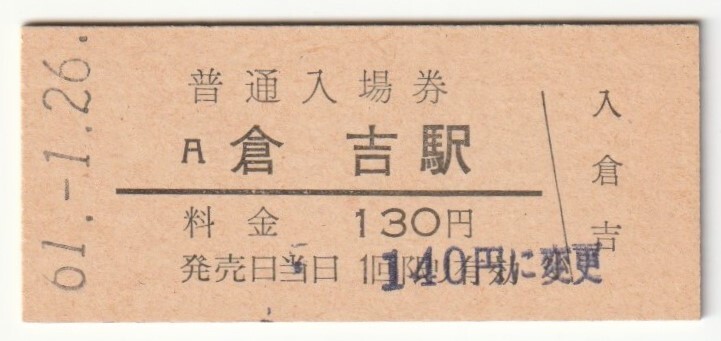 61.-1.26.
普通入場券
A 倉吉駅
料金 130円
発売日当日1回限り有効
140円に変更
入倉吉